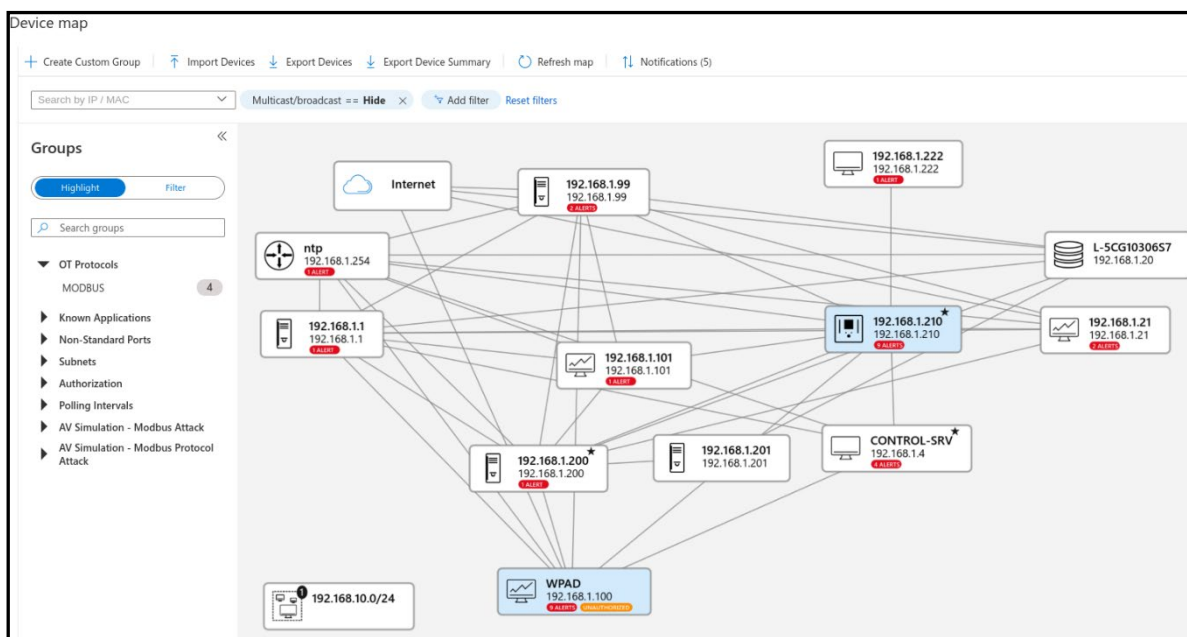 Device map
Create Custom Group
Import Devices
Export Devices
Export Device Summary
Refresh map
Notifications (5)
Search by IP / MAC
Multicast/broadcast == Hide
Add filter
Reset filters
Groups
Highlight
Filter
Search groups
OT Protocols
MODBUS
4
Known Applications
Non-Standard Ports
Subnets
Authorization
Polling Intervals
AV Simulation - Modbus Attack
AV Simulation - Modbus Protocol
Attack
Internet
192.168.1.99
192.168.1.99
2 ALERTS
192.168.1.222
192.168.1.222
1 ALERT
ntp
192.168.1.254
1 ALERT
L-5CG10306S7
192.168.1.20
192.168.1.1
192.168.1.1
1 ALERT
192.168.1.210
192.168.1.210
9 ALERTS
192.168.1.21
192.168.1.21
2 ALERTS
192.168.1.101
192.168.1.101
1 ALERT
192.168.1.200
192.168.1.200
1 ALERT
192.168.1.201
192.168.1.201
CONTROL-SRV
192.168.1.4
4 ALERTS
WPAD
192.168.1.100
9 ALERTS
UNAUTHORIZED
1
192.168.10.0/24